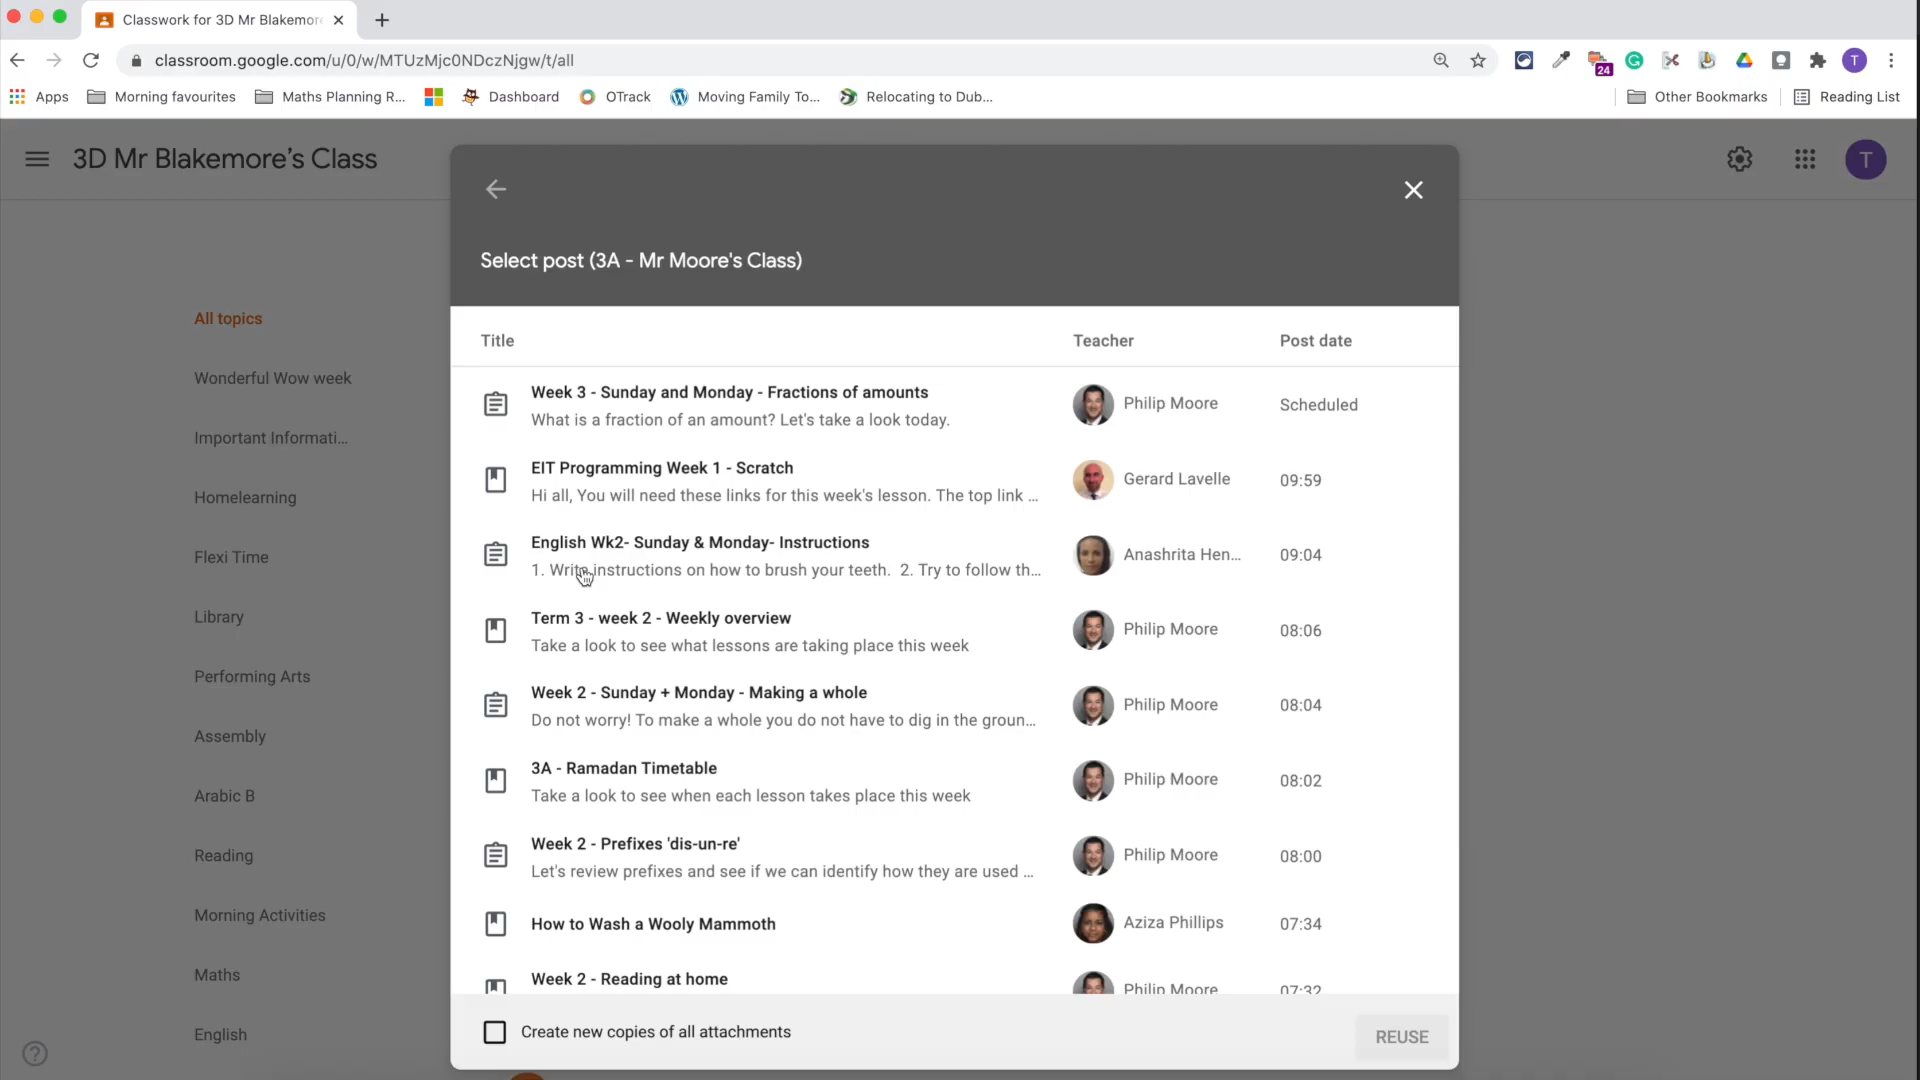 Classwork for 3D Mr Blakemor
classroom.google.com/u/0/w/MTUzMjc0NDczNjgw/t/all
24
T
Apps
Morning favourites
Maths Planning R...
Dashboard
OTrack
Moving Family To...
Relocating to Dub...
Other Bookmarks
Reading List
3D Mr Blakemore's Class
T
Select post (3A - Mr Moore's Class)
All topics
Wonderful Wow week
Important Informati...
Homelearning
Flexi Time
Library
Performing Arts
Assembly
Arabic B
Reading
Morning Activities
Maths
English
Title
Teacher
Post date
Week 3 - Sunday and Monday - Fractions of amounts
What is a fraction of an amount? Let's take a look today.
Philip Moore
Scheduled
EIT Programming Week 1 - Scratch
Hi all, You will need these links for this week's lesson. The top link ...
Gerard Lavelle
09:59
English Wk2- Sunday & Monday- Instructions
1. Write instructions on how to brush your teeth. 2. Try to follow th...
Anashrita Hen...
09:04
Term 3 - week 2 - Weekly overview
Take a look to see what lessons are taking place this week
Philip Moore
08:06
Week 2 - Sunday + Monday - Making a whole
Do not worry! To make a whole you do not have to dig in the groun...
Philip Moore
08:04
3A - Ramadan Timetable
Take a look to see when each lesson takes place this week
Philip Moore
08:02
Week 2 - Prefixes 'dis-un-re'
Let's review prefixes and see if we can identify how they are used ...
Philip Moore
08:00
How to Wash a Wooly Mammoth
Aziza Phillips
07:34
Week 2 - Reading at home
Philip Moore
07:32
Create new copies of all attachments
REUSE